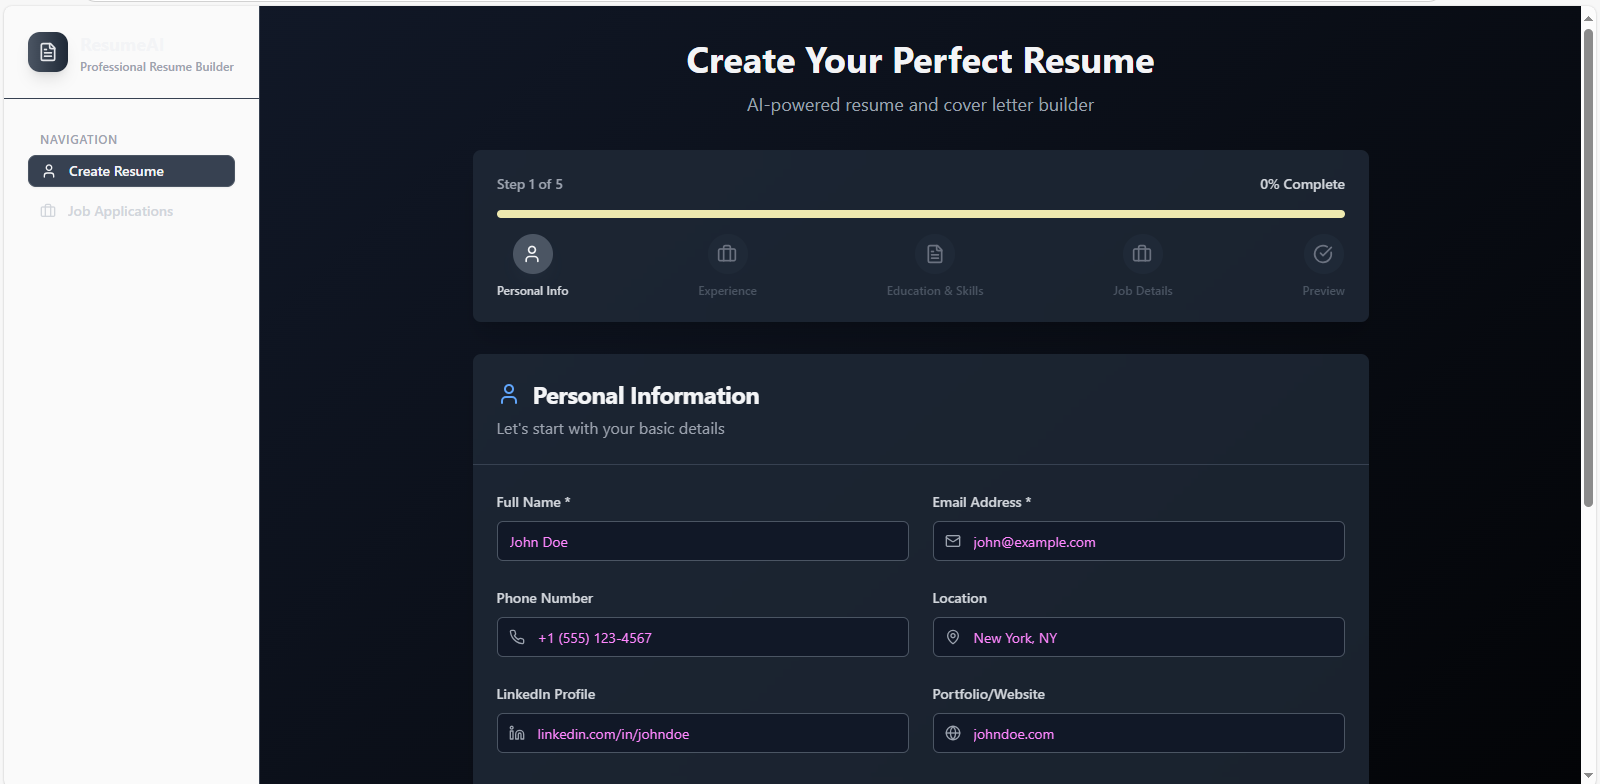 ResumeAI
Professional Resume Builder
NAVIGATION
Create Resume
Job Applications
Create Your Perfect Resume
AI-powered resume and cover letter builder
Step 1 of 5
0% Complete
Personal Info
Experience
Education & Skills
Job Details
Preview
Personal Information
Let's start with your basic details
Full Name *
Email Address *
John Doe
john@example.com
Phone Number
Location
+1 (555) 123-4567
New York, NY
LinkedIn Profile
Portfolio/Website
linkedin.com/in/johndoe
johndoe.com